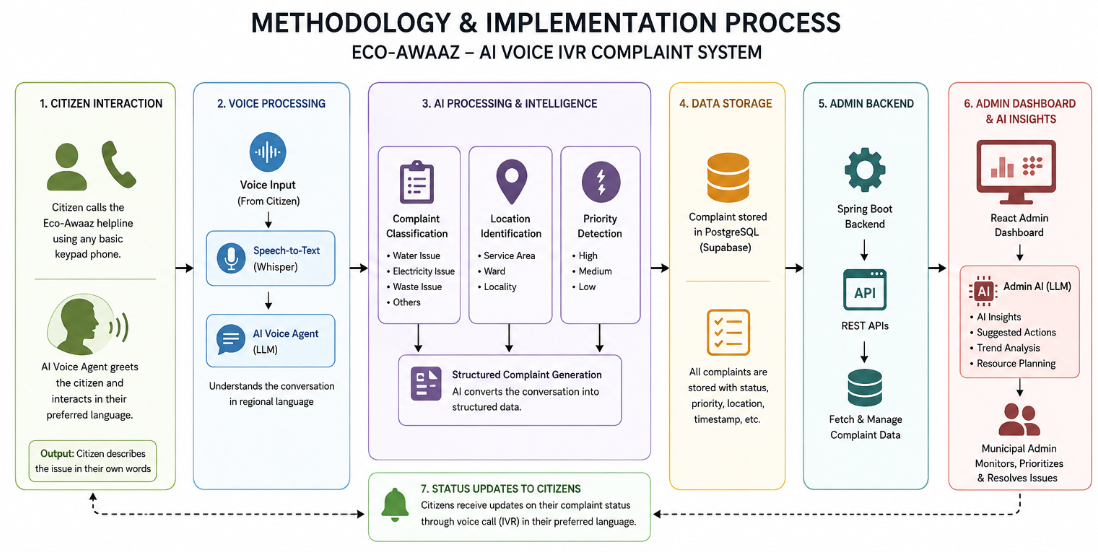 METHODOLOGY & IMPLEMENTATION PROCESS
ECO-AWAAZ – AI VOICE IVR COMPLAINT SYSTEM
1. CITIZEN INTERACTION
Citizen calls the
Eco-Awaaz helpline
using any basic
keypad phone.
AI Voice Agent greets
the citizen and
interacts in their
preferred language.
Output: Citizen describes
the issue in their own words
2. VOICE PROCESSING
Voice Input
(From Citizen)
Speech-to-Text
(Whisper)
AI Voice Agent
(LLM)
Understands the conversation
in regional language
3. AI PROCESSING & INTELLIGENCE
Complaint
Classification
• Water Issue
• Electricity Issue
• Waste Issue
• Others
Location
Identification
• Service Area
• Ward
• Locality
Priority
Detection
• High
• Medium
• Low
Structured Complaint Generation
AI converts the conversation into
structured data.
4. DATA STORAGE
Complaint stored
in PostgreSQL
(Supabase)
All complaints are
stored with status,
priority, location,
timestamp, etc.
5. ADMIN BACKEND
Spring Boot
Backend
API
REST APIs
Fetch & Manage
Complaint Data
6. ADMIN DASHBOARD
& AI INSIGHTS
React Admin
Dashboard
AI
Admin AI (LLM)
• AI Insights
• Suggested Actions
• Trend Analysis
• Resource Planning
Municipal Admin
Monitors, Prioritizes
& Resolves Issues
7. STATUS UPDATES TO CITIZENS
Citizens receive updates on their complaint status
through voice call (IVR) in their preferred language.